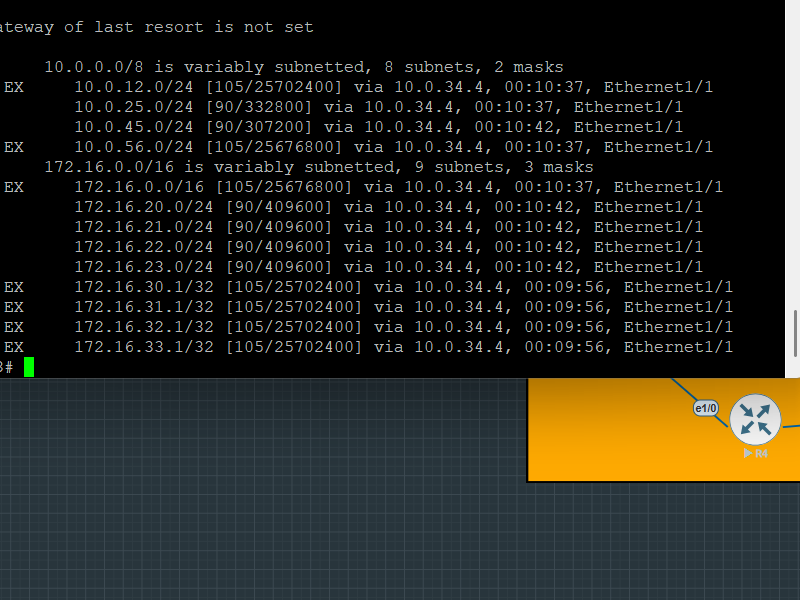 ateway of last resort is not set
10.0.0.0/8 is variably subnetted, 8 subnets, 2 masks
EX 10.0.12.0/24 [105/25702400] via 10.0.34.4, 00:10:37, Ethernet1/1
10.0.25.0/24 [90/332800] via 10.0.34.4, 00:10:37, Ethernet1/1
10.0.45.0/24 [90/307200] via 10.0.34.4, 00:10:42, Ethernet1/1
EX 10.0.56.0/24 [105/25676800] via 10.0.34.4, 00:10:37, Ethernet1/1
172.16.0.0/16 is variably subnetted, 9 subnets, 3 masks
EX 172.16.0.0/16 [105/25676800] via 10.0.34.4, 00:10:37, Ethernet1/1
172.16.20.0/24 [90/409600] via 10.0.34.4, 00:10:42, Ethernet1/1
172.16.21.0/24 [90/409600] via 10.0.34.4, 00:10:42, Ethernet1/1
172.16.22.0/24 [90/409600] via 10.0.34.4, 00:10:42, Ethernet1/1
172.16.23.0/24 [90/409600] via 10.0.34.4, 00:10:42, Ethernet1/1
EX 172.16.30.1/32 [105/25702400] via 10.0.34.4, 00:09:56, Ethernet1/1
EX 172.16.31.1/32 [105/25702400] via 10.0.34.4, 00:09:56, Ethernet1/1
EX 172.16.32.1/32 [105/25702400] via 10.0.34.4, 00:09:56, Ethernet1/1
EX 172.16.33.1/32 [105/25702400] via 10.0.34.4, 00:09:56, Ethernet1/1
3#
e1/0
R4